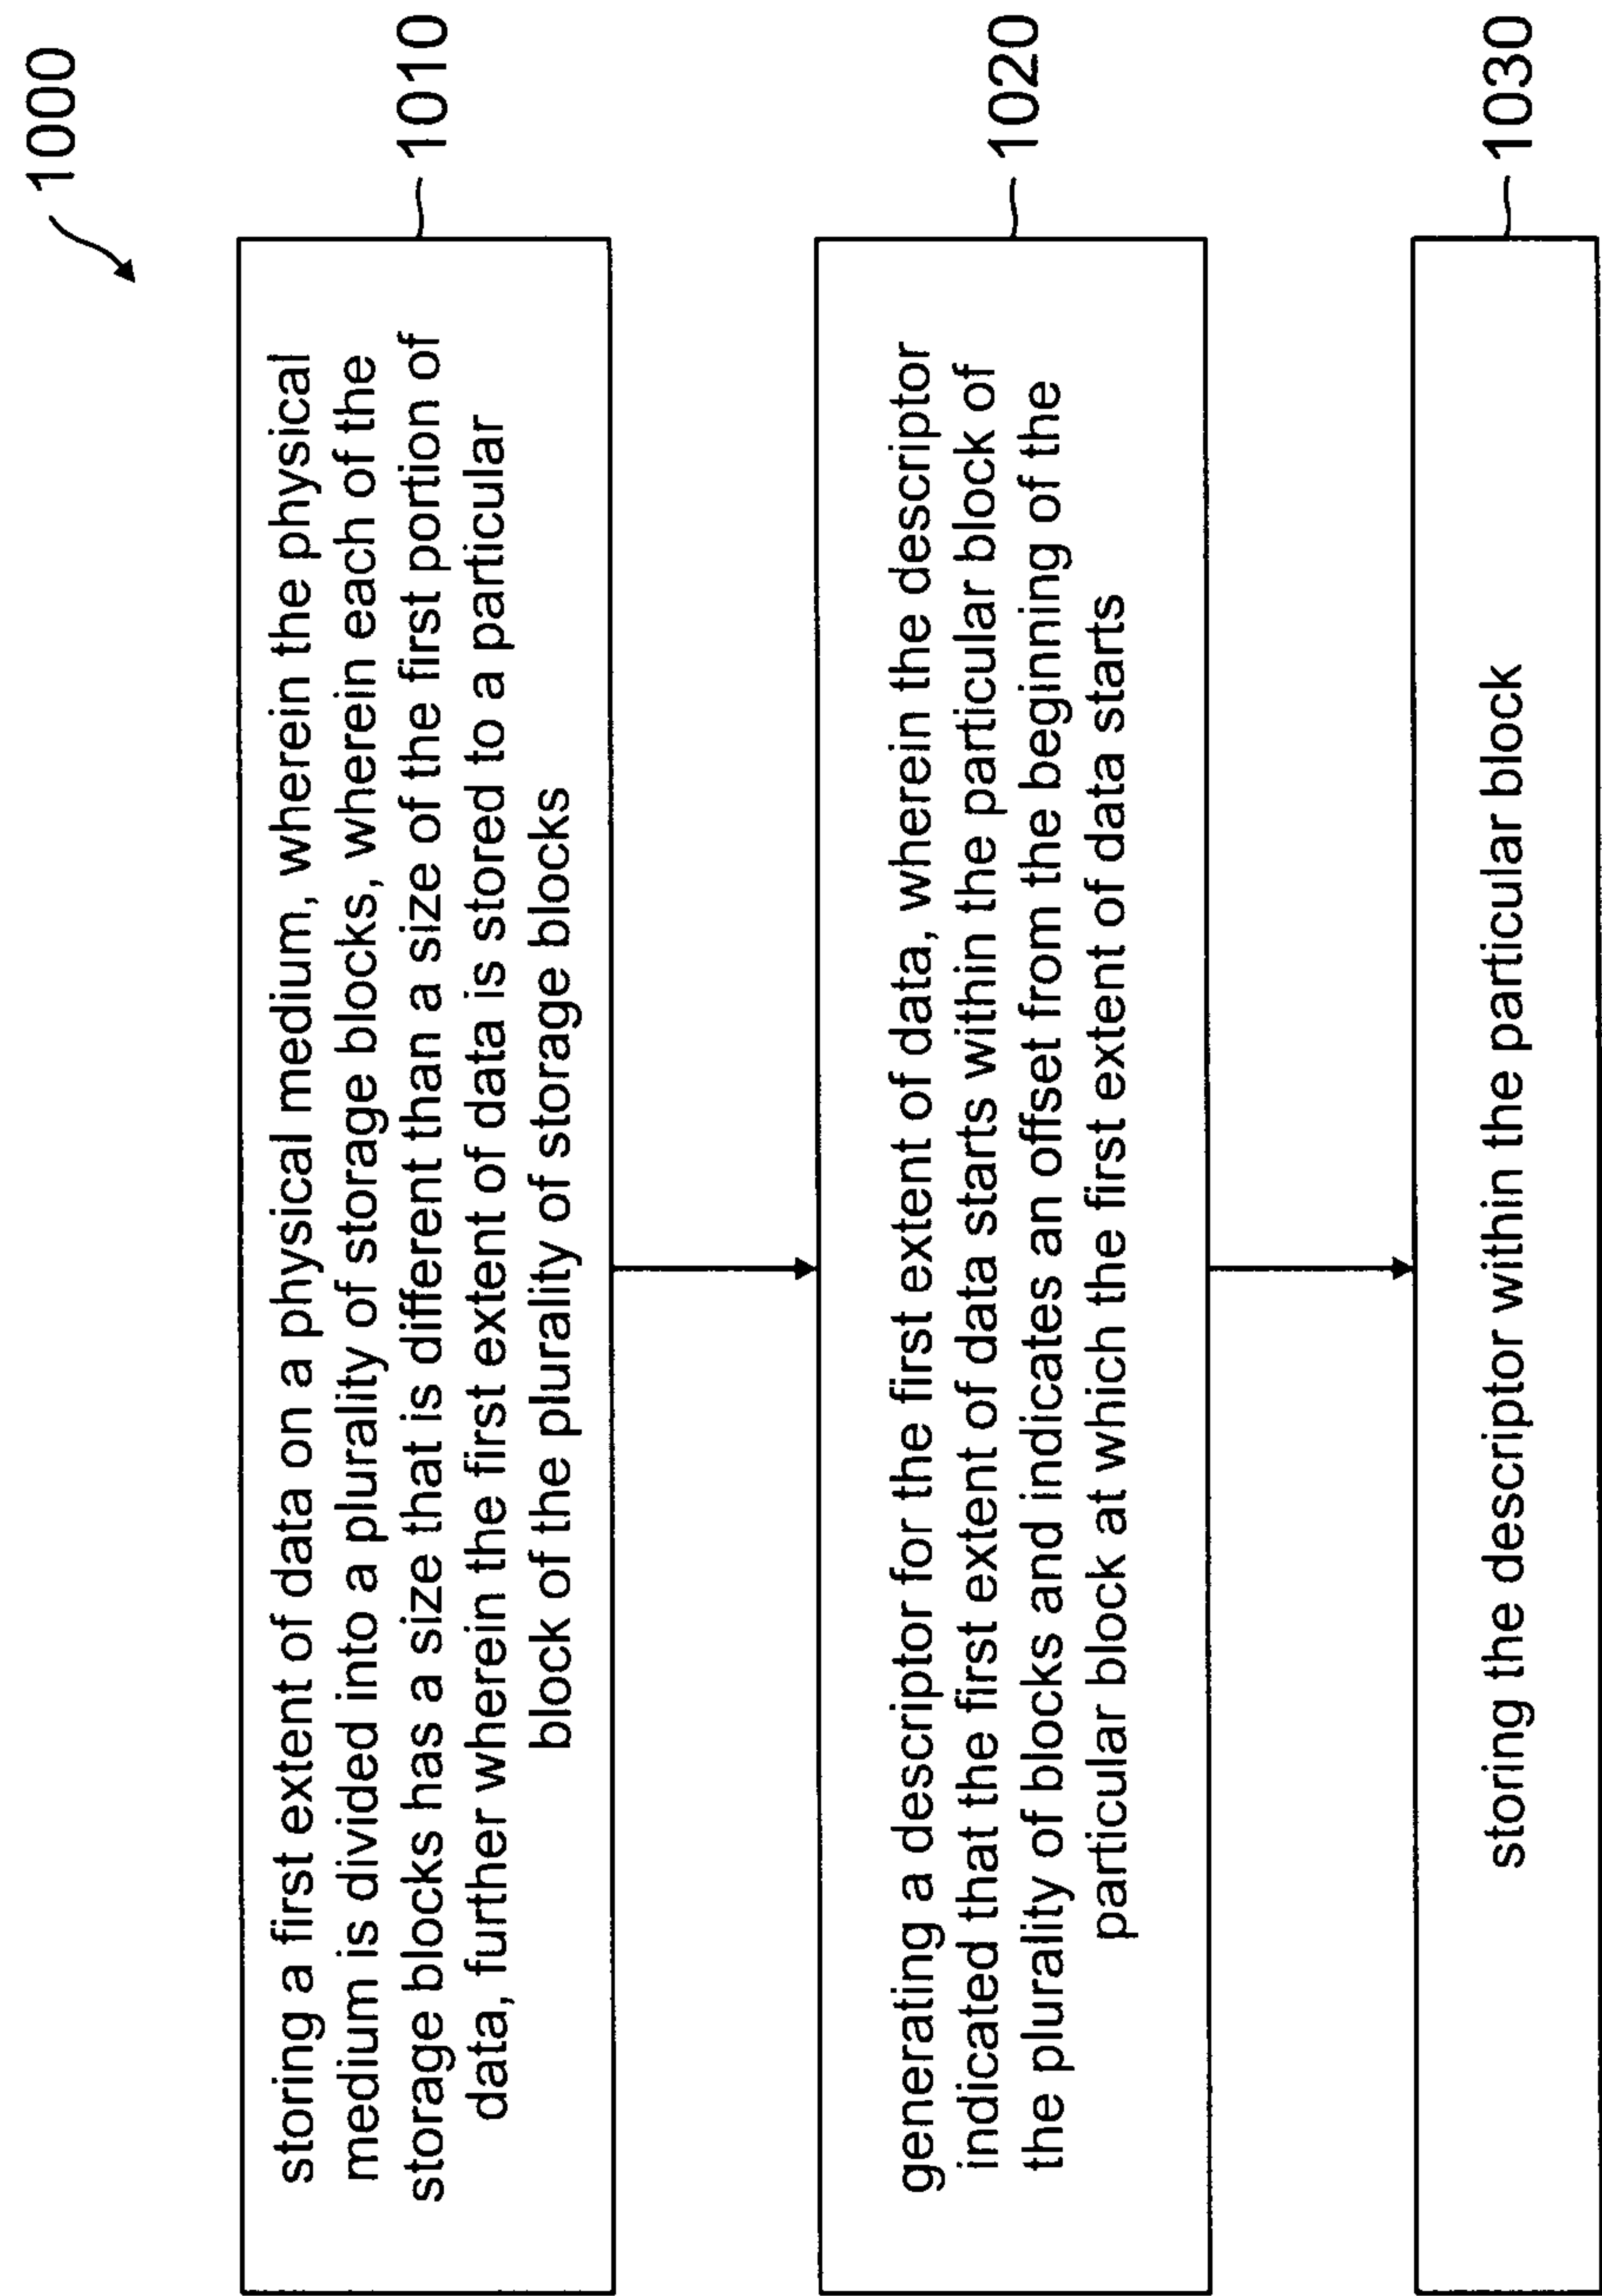 1000
storing a first extent of data on a physical medium, wherein the physical
medium is divided into a plurality of storage blocks, wherein each of the
storage blocks has a size that is different than a size of the first portion of
data, further wherein the first extent of data is stored to a particular
block of the plurality of storage blocks
1010
generating a descriptor for the first extent of data, wherein the descriptor
indicated that the first extent of data starts within the particular block of
the plurality of blocks and indicates an offset from the beginning of the
particular block at which the first extent of data starts
1020
storing the descriptor within the particular block
1030